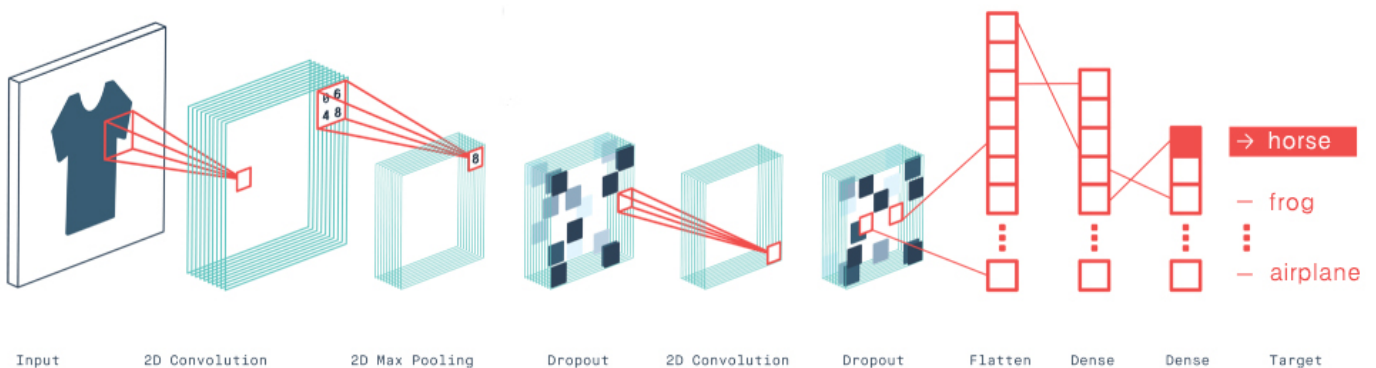 0 6
4 8
8
→ horse
– frog
– airplane
Input
2D Convolution
2D Max Pooling
Dropout
2D Convolution
Dropout
Flatten
Dense
Dense
Target